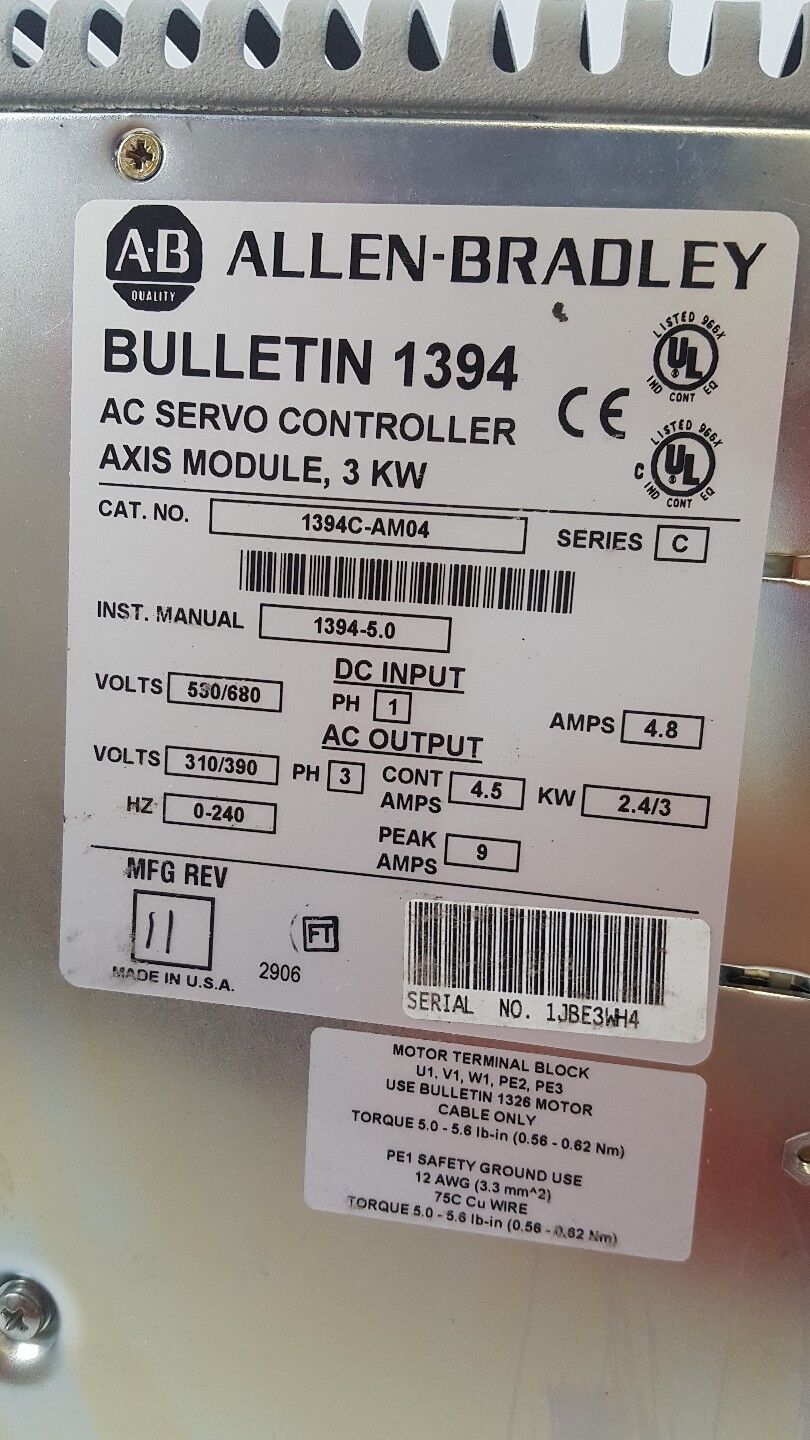 A-B
QUALITY
ALLEN-BRADLEY
BULLETIN 1394
AC SERVO CONTROLLER
AXIS MODULE, 3 KW
CE
LISTED 966X
UL
IND CONT EQ
LISTED 966X
C UL
IND CONT EQ
CAT. NO. 1394C-AM04 SERIES C
INST. MANUAL 1394-5.0
DC INPUT
VOLTS 530/680 PH 1 AMPS 4.8
AC OUTPUT
VOLTS 310/390 PH 3 CONT AMPS 4.5 KW 2.4/3
HZ 0-240 PEAK AMPS 9
MFG REV
11
FT
MADE IN U.S.A. 2906
SERIAL NO. 1JBE3WH4
MOTOR TERMINAL BLOCK
U1, V1, W1, PE2, PE3
USE BULLETIN 1326 MOTOR
CABLE ONLY
TORQUE 5.0 - 5.6 lb-in (0.56 - 0.62 Nm)
PE1 SAFETY GROUND USE
12 AWG (3.3 mm^2)
75C Cu WIRE
TORQUE 5.0 - 5.6 lb-in (0.56 - 0.62 Nm)